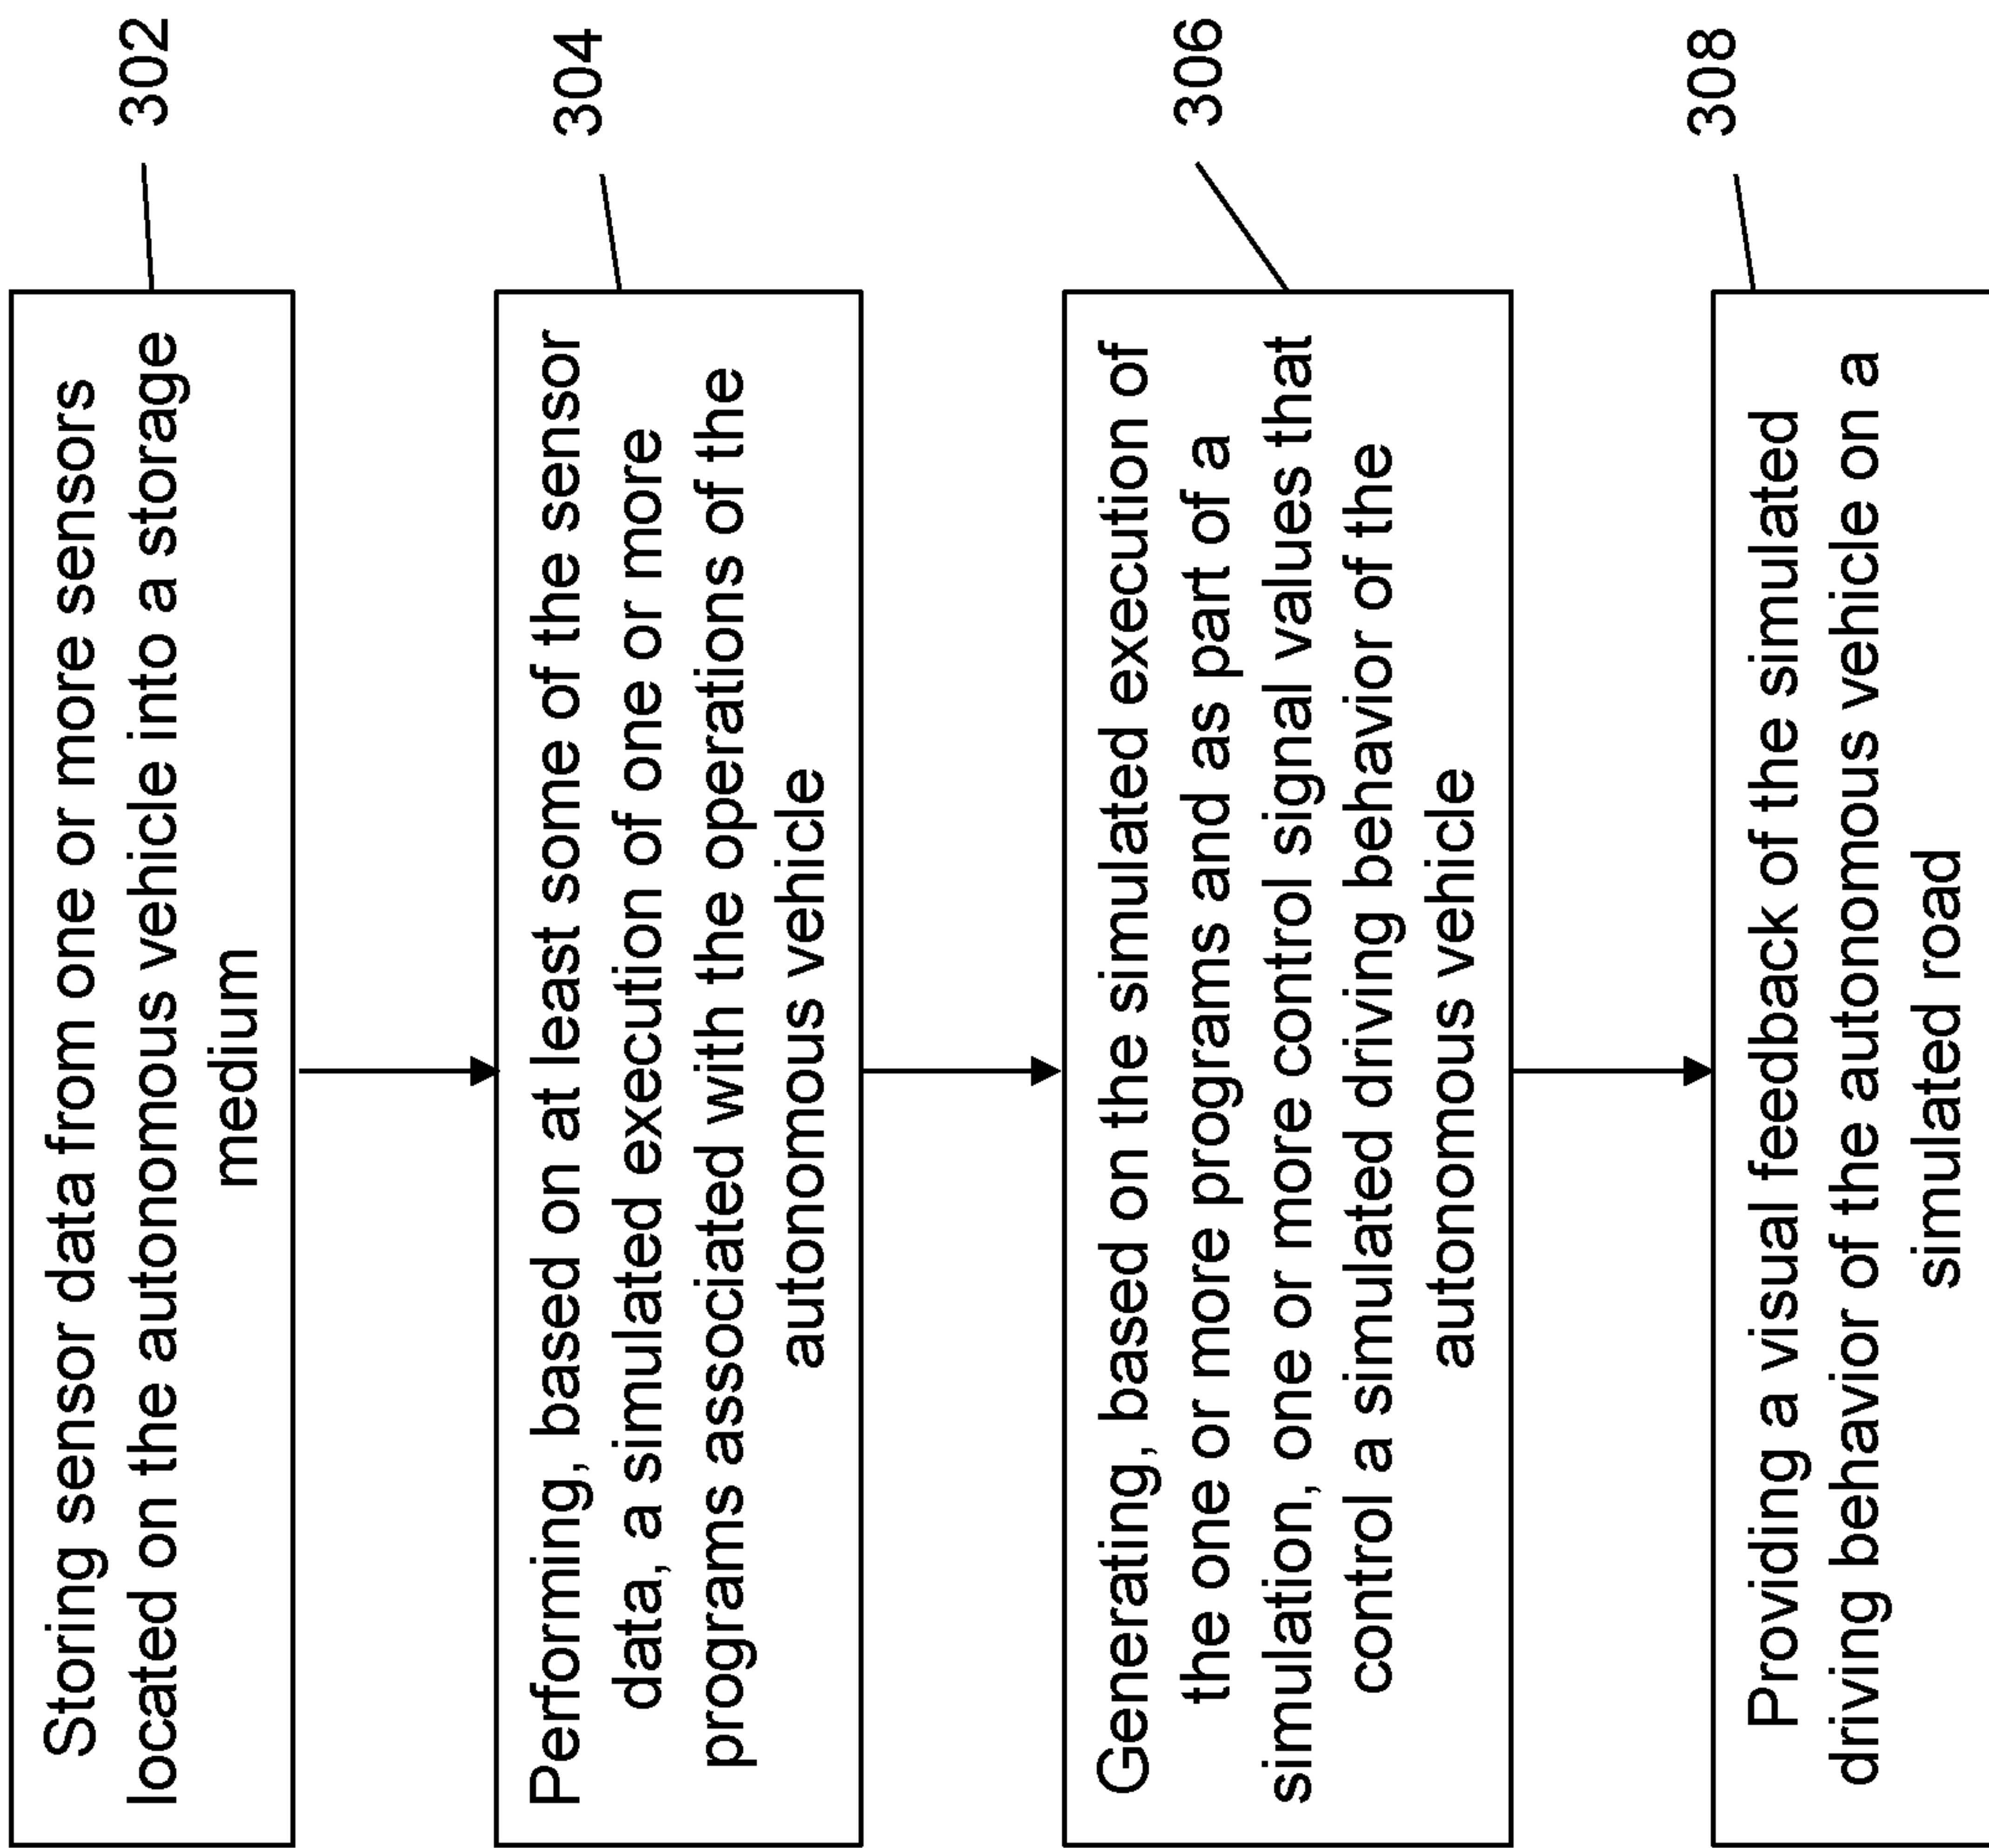 Storing sensor data from one or more sensors
located on the autonomous vehicle into a storage
medium
302
Performing, based on at least some of the sensor
data, a simulated execution of one or more
programs associated with the operations of the
autonomous vehicle
304
Generating, based on the simulated execution of
the one or more programs and as part of a
simulation, one or more control signal values that
control a simulated driving behavior of the
autonomous vehicle
306
Providing a visual feedback of the simulated
driving behavior of the autonomous vehicle on a
simulated road
308